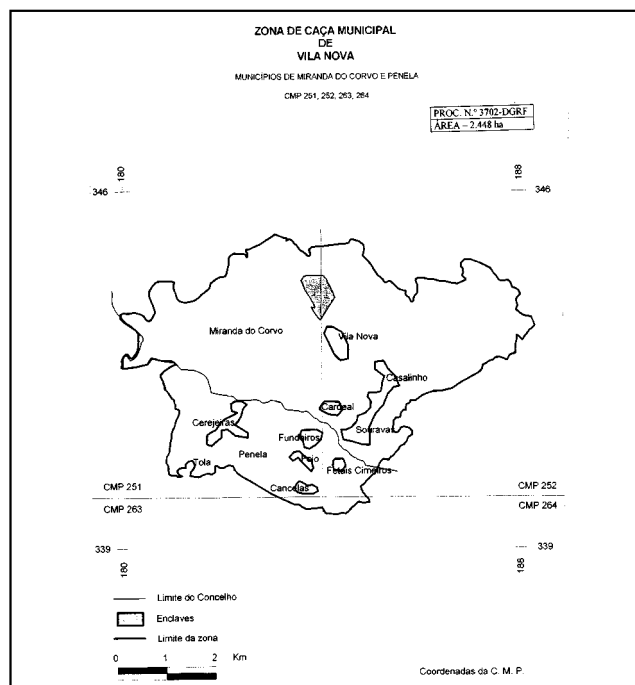 ZONA DE CAÇA MUNICIPAL
DE
VILA NOVA
MUNICÍPIOS DE MIRANDA DO CORVO E PENELA
CMP 251, 252, 263, 264
PROC. N.º 3702-DGRF
ÁREA – 2.448 ha
180
188
346
346
Miranda do Corvo
Vila Nova
Casalinho
Cardeal
Cerejeiras
Souravas
Fundeiros
Penela
Tola
Fetais Cimeiros
Cancelas
CMP 251
CMP 252
CMP 263
CMP 264
339
339
180
188
Limite do Concelho
Enclaves
Limite da zona
0 1 2 Km
Coordenadas da C. M. P.